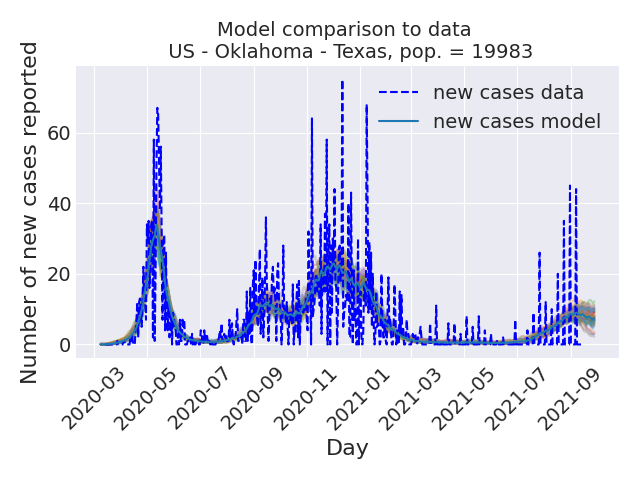 Model comparison to data
US - Oklahoma - Texas, pop. = 19983
Number of new cases reported
60
40
20
0
new cases data
new cases model
2020-03
2020-05
2020-07
2020-09
2020-11
2021-01
2021-03
2021-05
2021-07
2021-09
Day